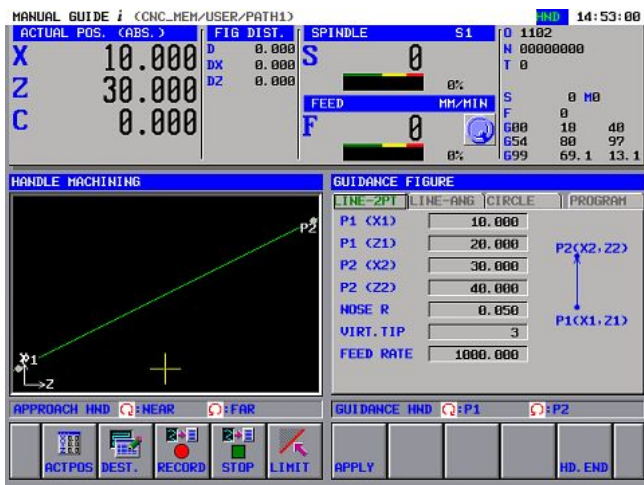 MANUAL GUIDE i (CNC_MEM/USER/PATH1) HND 14:53:00
ACTUAL POS. (ABS.) FIG DIST. SPINDLE S1 O 1102
X 10.000 D 0.000 S 0 N 00000000
DX 0.000 T 0
Z 30.000 DZ 0.000 0% S 0 M0
FEED MM/MIN F 0
C 0.000 F 0 G00 18 40
G54 80 97
0% G99 69.1 13.1
HANDLE MACHINING
P2
P1
X
Z
APPROACH HND :NEAR :FAR
GUIDANCE FIGURE
LINE-2PT LINE-ANG CIRCLE PROGRAM
P1 (X1) 10.000
P1 (Z1) 20.000
P2 (X2) 30.000
P2 (Z2) 40.000
NOSE R 0.050
VIRT.TIP 3
FEED RATE 1000.000
P2(X2,Z2)
P1(X1,Z1)
GUIDANCE HND :P1 :P2
ACTPOS DEST. RECORD STOP LIMIT APPLY HD.END